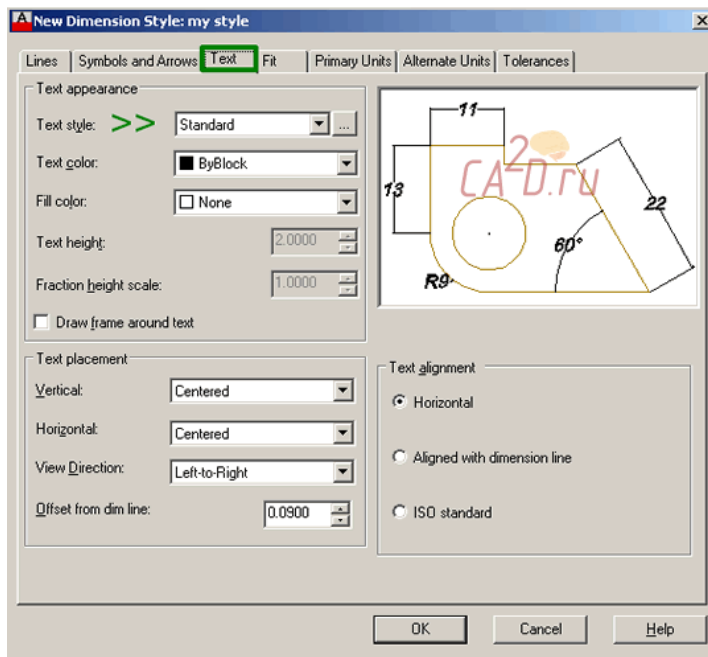 New Dimension Style: my style
Lines
Symbols and Arrows
Text
Fit
Primary Units
Alternate Units
Tolerances
Text appearance
Text style: >> Standard ...
Text color: ByBlock
Fill color: None
Text height: 2.0000
Fraction height scale: 1.0000
Draw frame around text
11
13
CA2D.ru
22
60°
R9
Text placement
Vertical: Centered
Horizontal: Centered
View Direction: Left-to-Right
Offset from dim line: 0.0900
Text alignment
Horizontal
Aligned with dimension line
ISO standard
OK
Cancel
Help